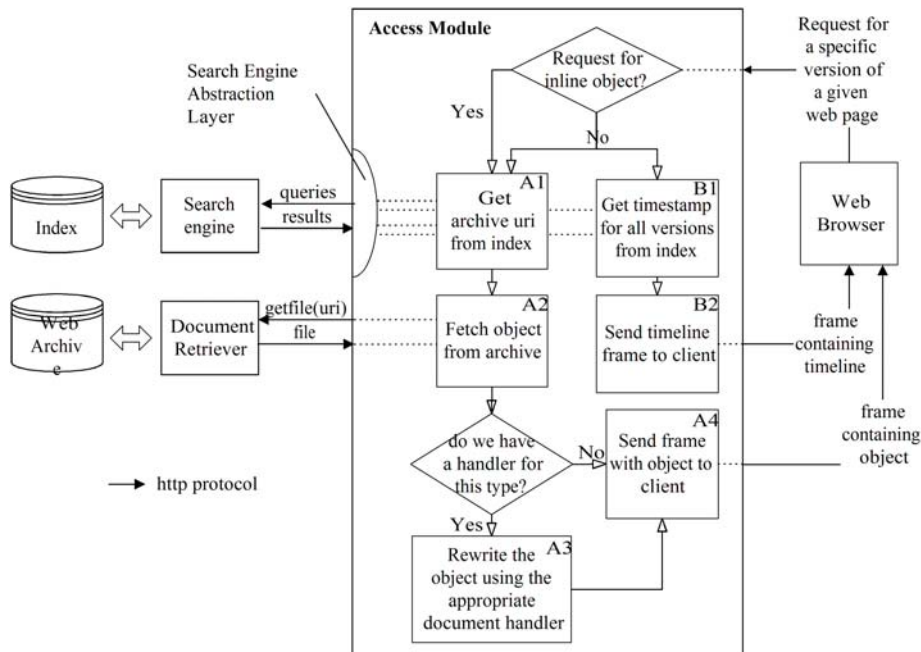 Access Module
Request for
inline object?
Request for
a specific
version of
a given
web page
Search Engine
Abstraction
Layer
Yes
No
Index
Search
engine
queries
results
A1
Get
archive uri
from index
B1
Get timestamp
for all versions
from index
Web
Browser
Web
Archiv
e
Document
Retriever
getfile(uri)
file
A2
Fetch object
from archive
B2
Send timeline
frame to client
frame
containing
timeline
frame
containing
object
do we have
a handler for
this type?
No
A4
Send frame
with object to
client
http protocol
Yes
A3
Rewrite the
object using the
appropriate
document handler